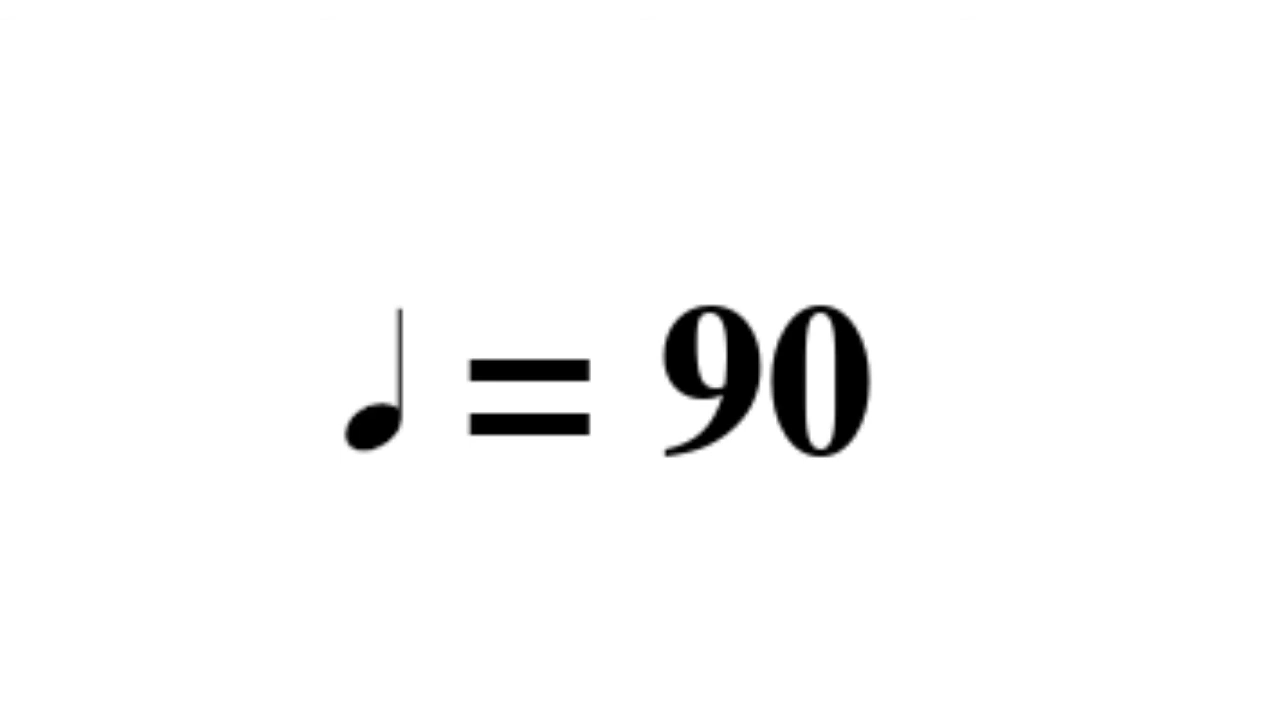 ♩ = 90